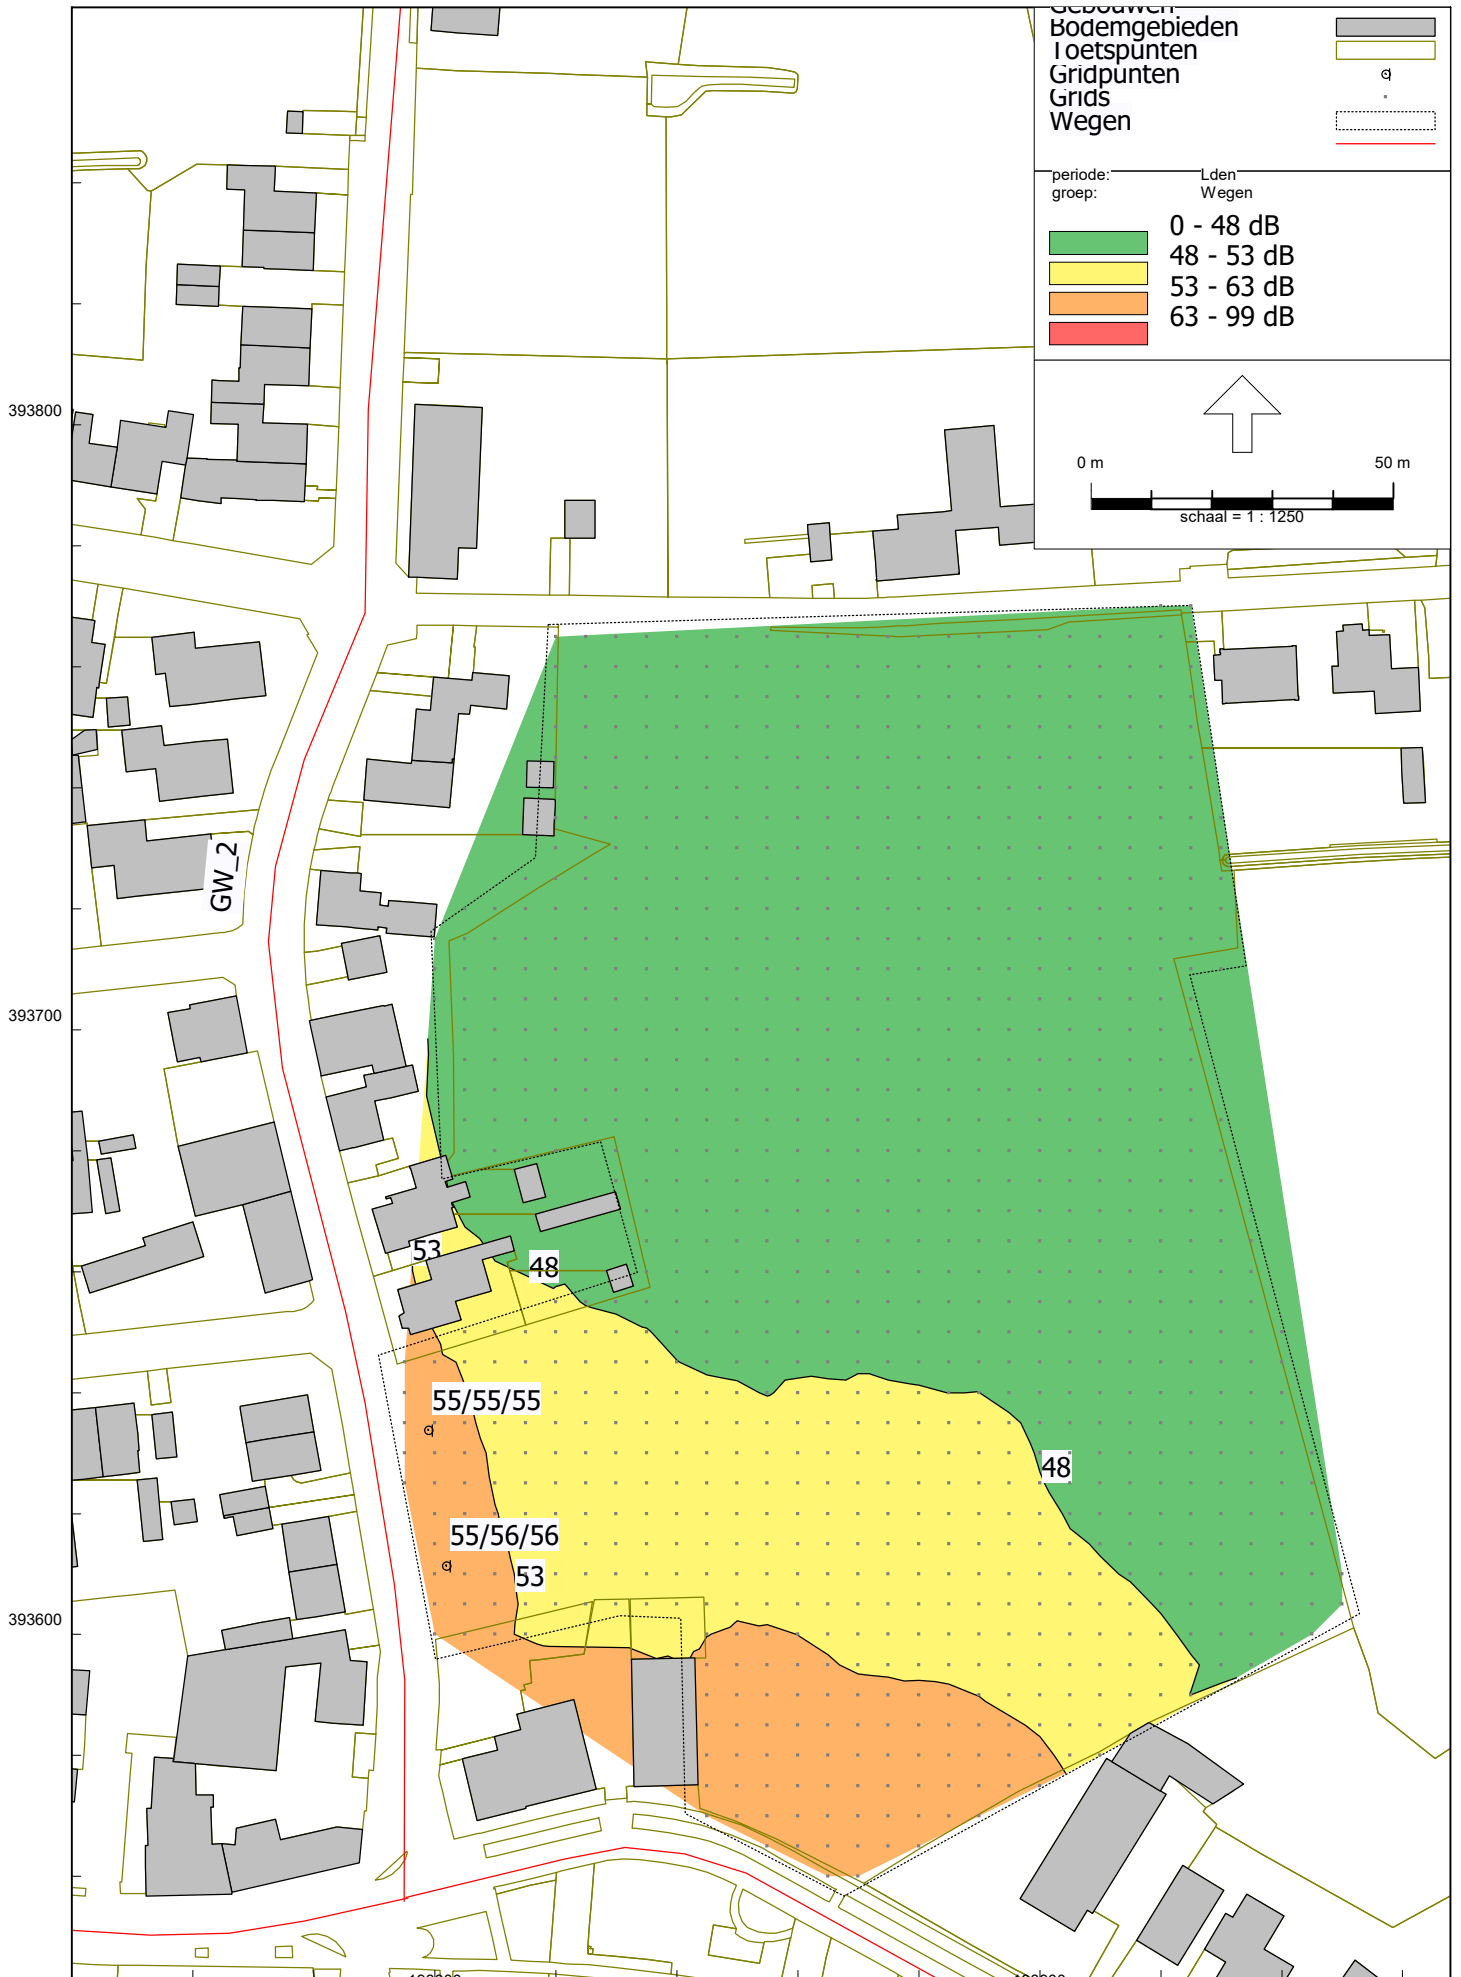 Gebouwen
Bodemgebieden
Toetspunten
Gridpunten
Grids
Wegen
periode: Lden
groep: Wegen
0 - 48 dB
48 - 53 dB
53 - 63 dB
63 - 99 dB
0 m 50 m
schaal = 1 : 1250
393800
GW_2
393700
53
48
55/55/55
48
55/56/56
53
393600